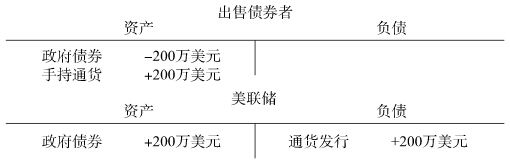 出售债券者
资产 负债
政府债券 −200万美元
手持通货 +200万美元
美联储
资产 负债
政府债券 +200万美元 通货发行 +200万美元